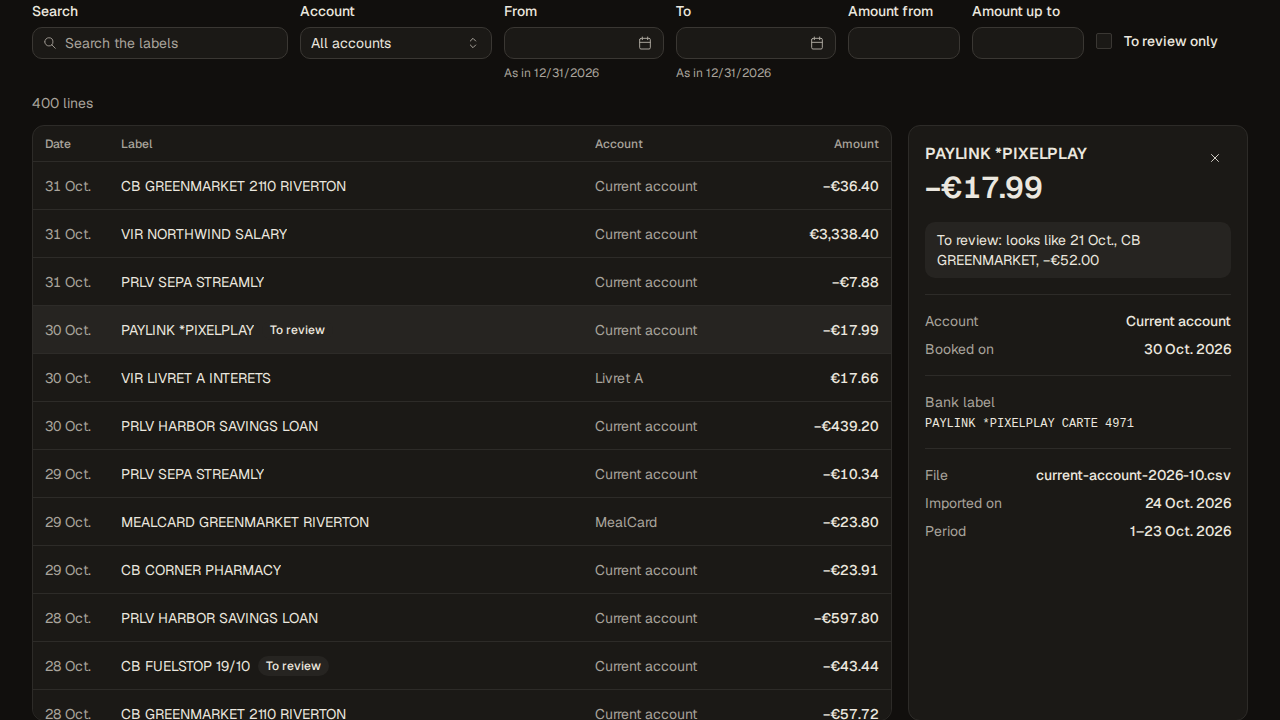 Search
Account
From
To
Amount from
Amount up to
Search the labels
All accounts
To review only
As in 12/31/2026
As in 12/31/2026
400 lines
Date Label Account Amount
31 Oct. CB GREENMARKET 2110 RIVERTON Current account −€36.40
31 Oct. VIR NORTHWIND SALARY Current account €3,338.40
31 Oct. PRLV SEPA STREAMLY Current account −€7.88
30 Oct. PAYLINK *PIXELPLAY To review Current account −€17.99
30 Oct. VIR LIVRET A INTERETS Livret A €17.66
30 Oct. PRLV HARBOR SAVINGS LOAN Current account −€439.20
29 Oct. PRLV SEPA STREAMLY Current account −€10.34
29 Oct. MEALCARD GREENMARKET RIVERTON MealCard −€23.80
29 Oct. CB CORNER PHARMACY Current account −€23.91
28 Oct. PRLV HARBOR SAVINGS LOAN Current account −€597.80
28 Oct. CB FUELSTOP 19/10 To review Current account −€43.44
28 Oct. CB GREENMARKET 2110 RIVERTON Current account −€57.72
PAYLINK *PIXELPLAY
−€17.99
To review: looks like 21 Oct., CB
GREENMARKET, −€52.00
Account Current account
Booked on 30 Oct. 2026
Bank label
PAYLINK *PIXELPLAY CARTE 4971
File current-account-2026-10.csv
Imported on 24 Oct. 2026
Period 1–23 Oct. 2026